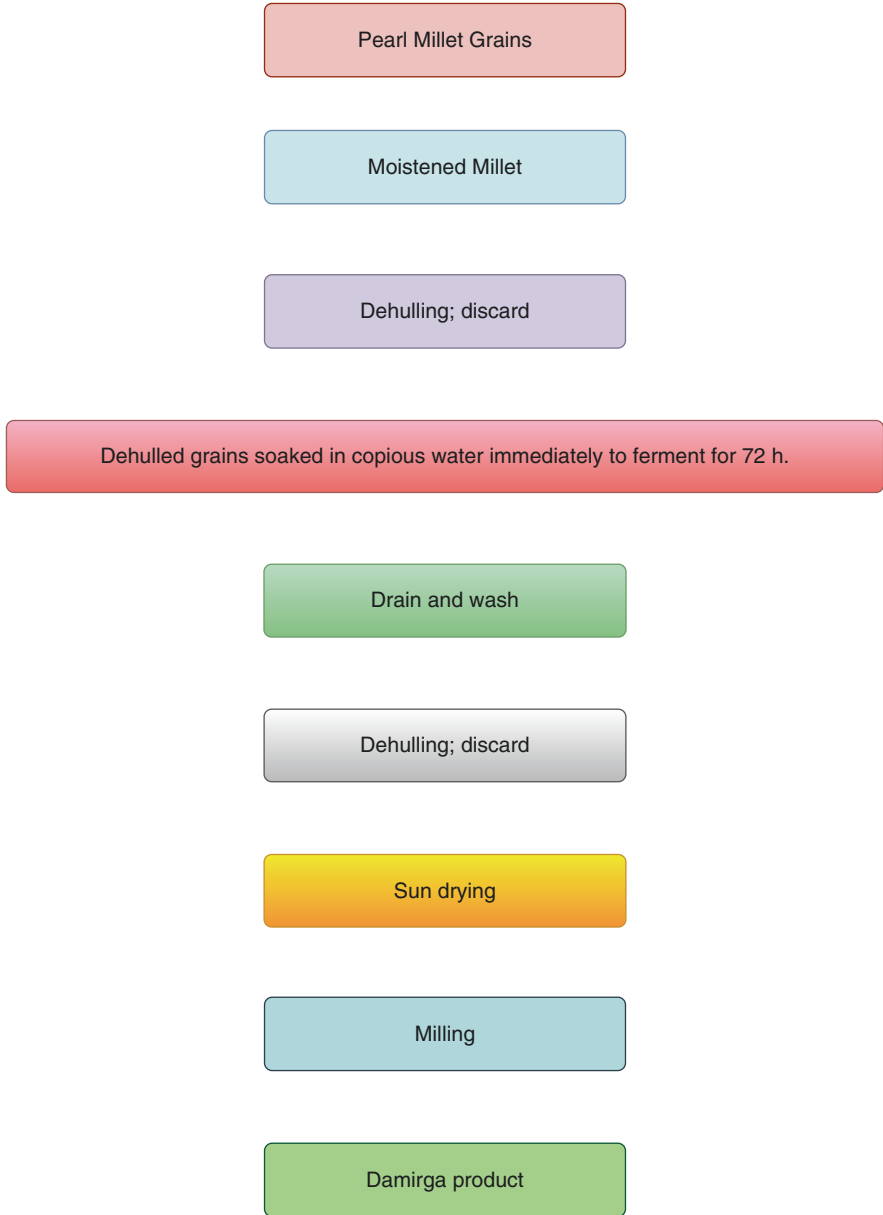 Pearl Millet Grains
Moistened Millet
Dehulling; discard
Dehulled grains soaked in copious water immediately to ferment for 72 h.
Drain and wash
Dehulling; discard
Sun drying
Milling
Damirga product